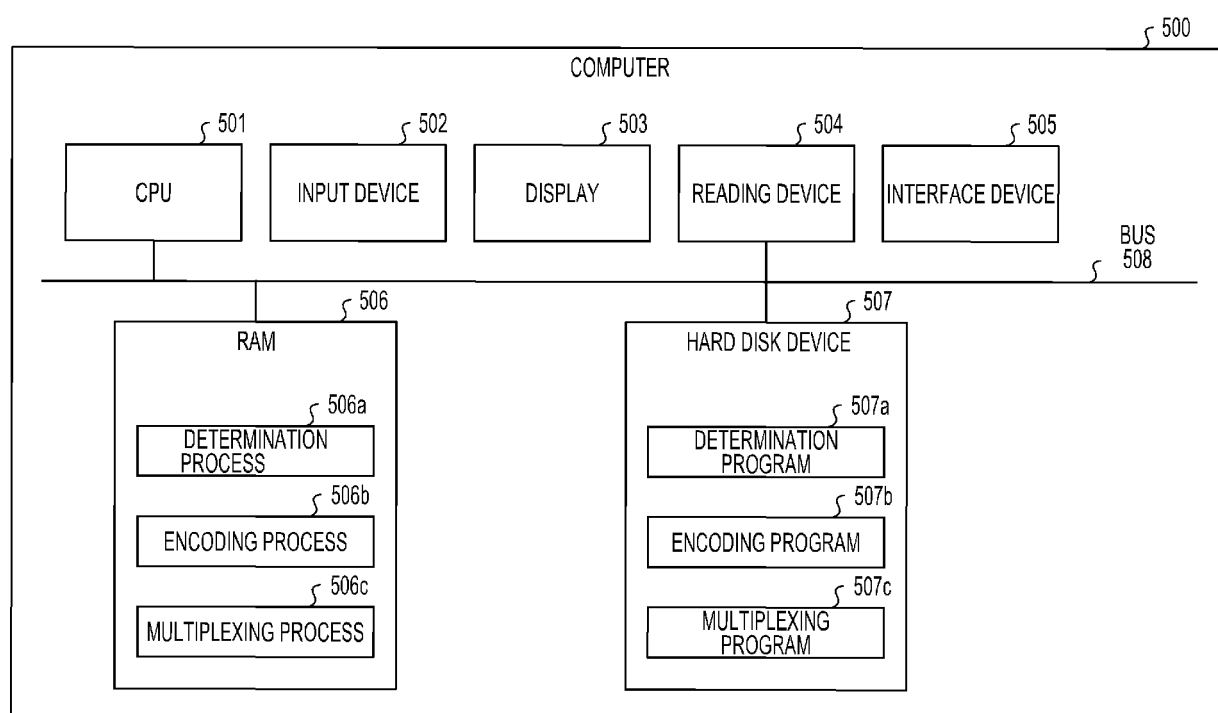 500
COMPUTER
501
502
503
504
505
CPU
INPUT DEVICE
DISPLAY
READING DEVICE
INTERFACE DEVICE
BUS
508
506
507
RAM
HARD DISK DEVICE
506a
507a
DETERMINATION
PROCESS
DETERMINATION
PROGRAM
506b
507b
ENCODING PROCESS
ENCODING PROGRAM
506c
507c
MULTIPLEXING PROCESS
MULTIPLEXING
PROGRAM